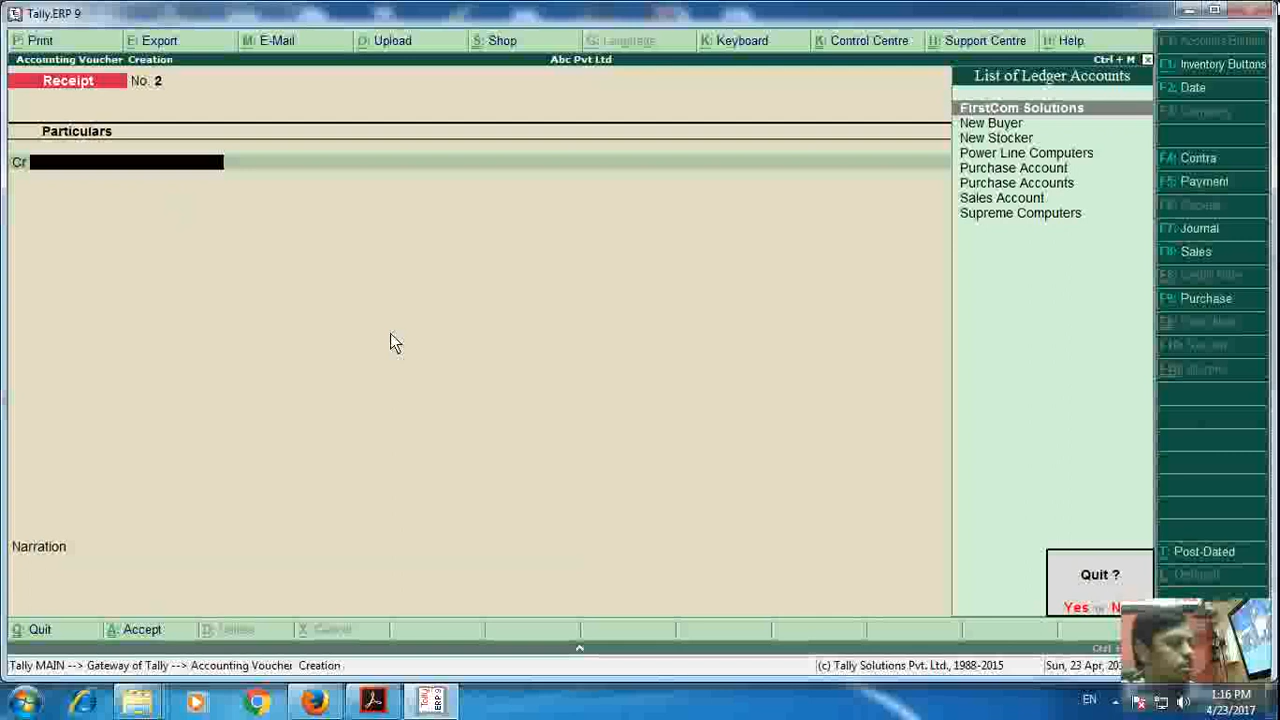 Tally.ERP 9
P: Print E: Export M: E-Mail O: Upload S: Shop G: Language K: Keyboard K: Control Centre H: Support Centre H: Help
Accounting Voucher Creation Abc Pvt Ltd Ctrl + M
Receipt No. 2
Particulars
Cr
Narration
List of Ledger Accounts
FirstCom Solutions
New Buyer
New Stocker
Power Line Computers
Purchase Account
Purchase Accounts
Sales Account
Supreme Computers
Quit ?
Yes or
Inventory Buttons
F2: Date
F4: Contra
F5: Payment
F7: Journal
F8: Sales
F9: Purchase
T: Post-Dated
Q: Quit A: Accept
Tally MAIN --> Gateway of Tally --> Accounting Voucher Creation (c) Tally Solutions Pvt. Ltd., 1988-2015 Sun, 23 Apr,
EN 1:16 PM
4/23/2017